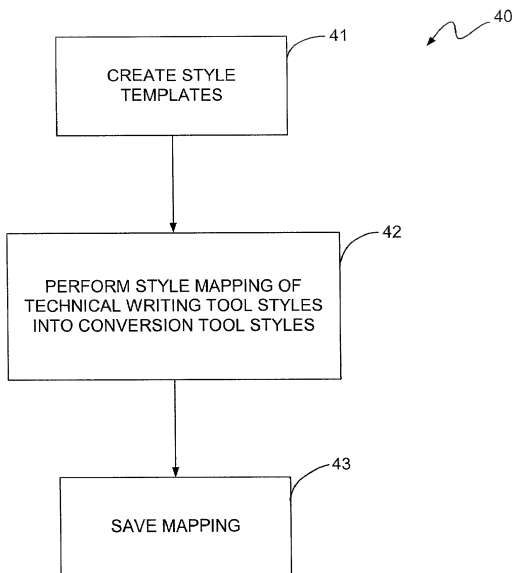 40
41
CREATE STYLE
TEMPLATES
42
PERFORM STYLE MAPPING OF
TECHNICAL WRITING TOOL STYLES
INTO CONVERSION TOOL STYLES
43
SAVE MAPPING